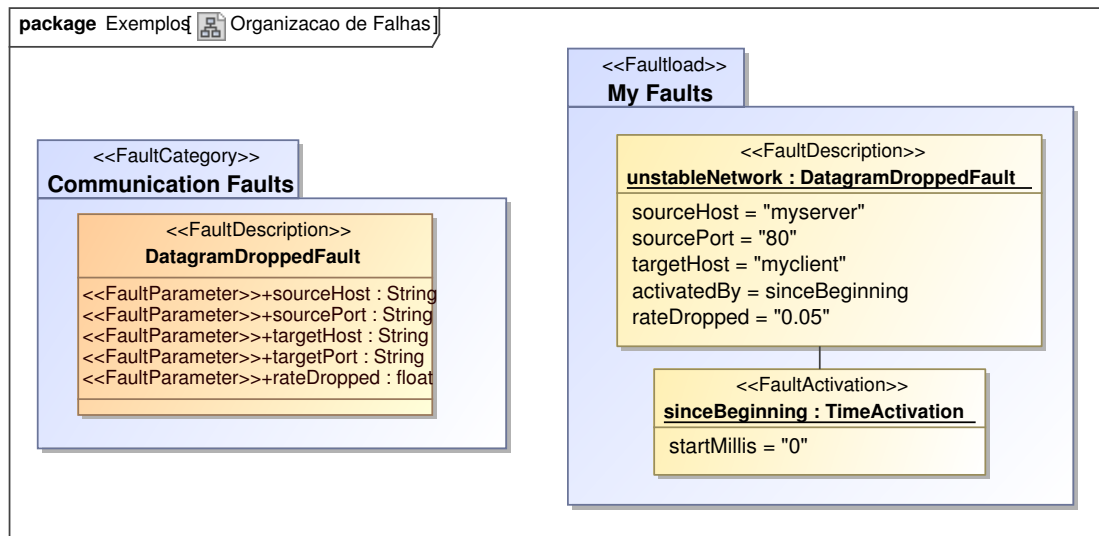 package Exemplos[ Organizacao de Falhas]
<<FaultCategory>>
Communication Faults
<<FaultDescription>>
DatagramDroppedFault
<<FaultParameter>>+sourceHost : String
<<FaultParameter>>+sourcePort : String
<<FaultParameter>>+targetHost : String
<<FaultParameter>>+targetPort : String
<<FaultParameter>>+rateDropped : float
<<Faultload>>
My Faults
<<FaultDescription>>
unstableNetwork : DatagramDroppedFault
sourceHost = "myserver"
sourcePort = "80"
targetHost = "myclient"
activatedBy = sinceBeginning
rateDropped = "0.05"
<<FaultActivation>>
sinceBeginning : TimeActivation
startMillis = "0"